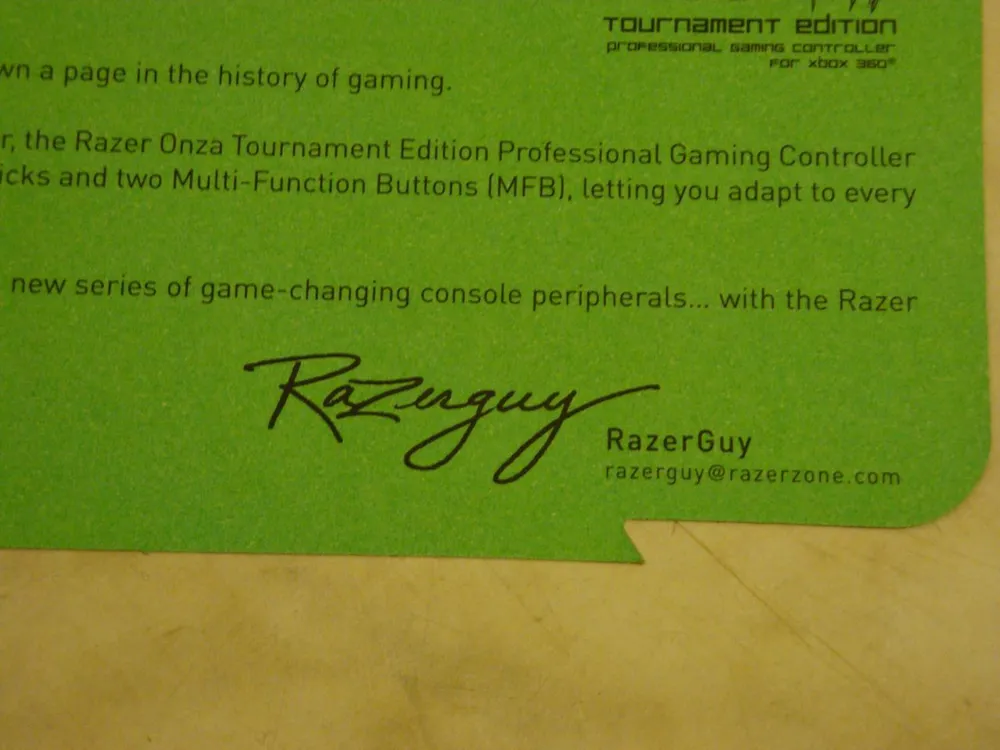 TOURNAMENT EDITION
PROFESSIONAL GAMING CONTROLLER
FOR XBOX 360®
a page in the history of gaming.
the Razer Onza Tournament Edition Professional Gaming Controller
and two Multi-Function Buttons (MFB), letting you adapt to every
new series of game-changing console peripherals... with the Razer
Razerguy
RazerGuy
razerguy@razerzone.com